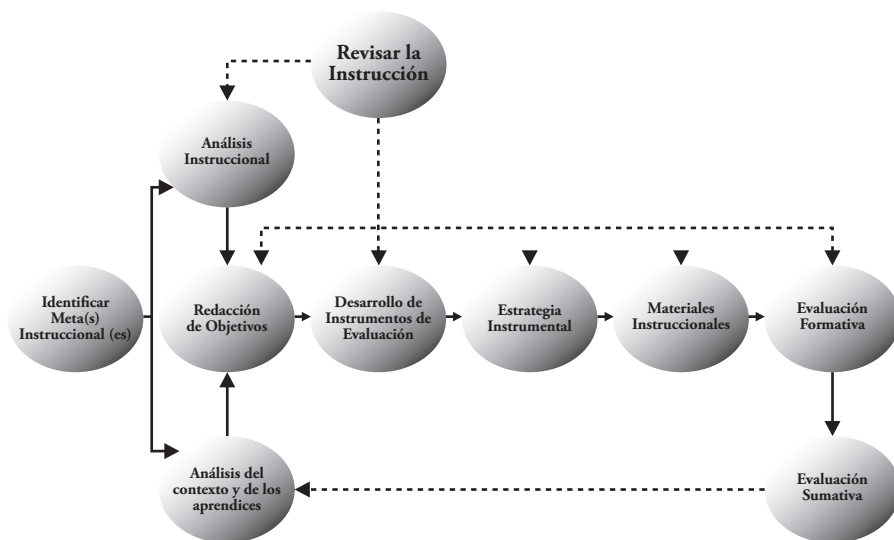 Revisar la
Instrucción
Análisis
Instruccional
Identificar
Meta(s)
Instruccional (es)
Redacción
de Objetivos
Desarrollo de
Instrumentos de
Evaluación
Estrategia
Instrumental
Materiales
Instruccionales
Evaluación
Formativa
Análisis del
contexto y de los
aprendices
Evaluación
Sumativa